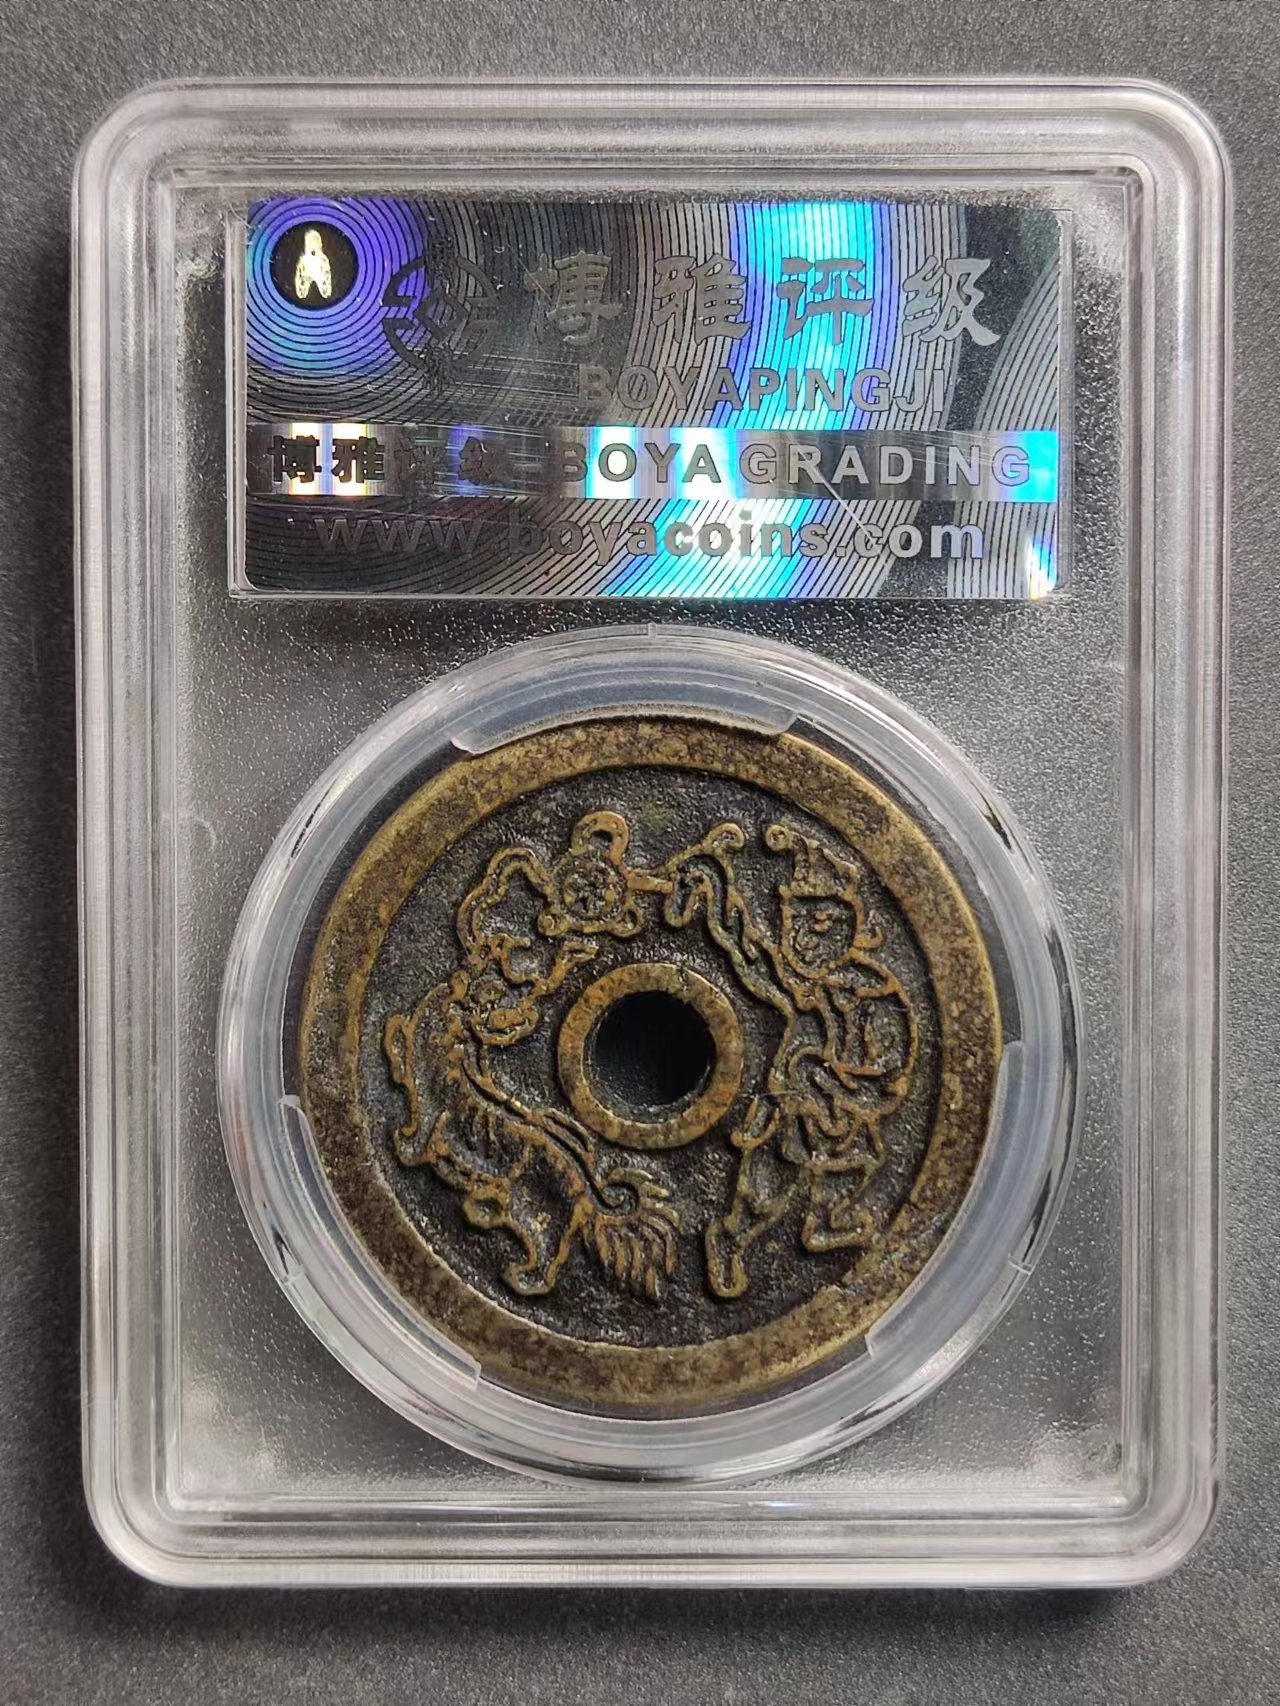 博雅评级
BOYAPINGJI
博雅评级 BOYA GRADING
www.boyacoins.com